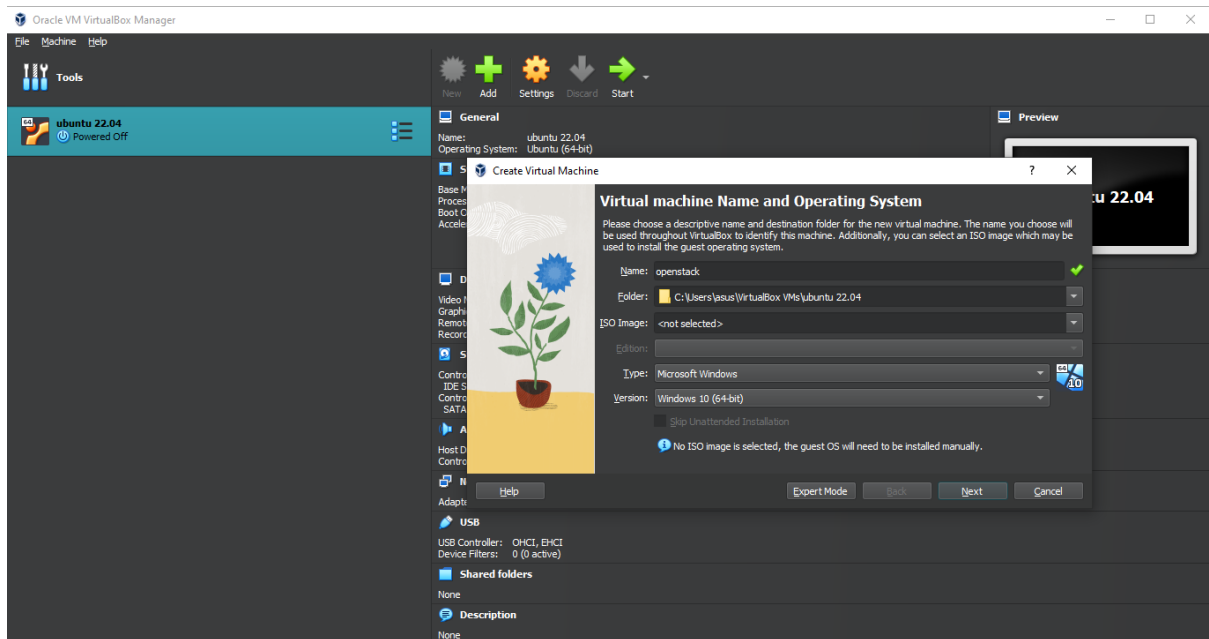 Oracle VM VirtualBox Manager
File Machine Help
Tools
New Add Settings Discard Start
64
ubuntu 22.04
Powered Off
General
Name: ubuntu 22.04
Operating System: Ubuntu (64-bit)
Preview
u 22.04
S
Base M
Proces
Boot O
Accele
D
Video M
Graphi
Remot
Record
S
Contro
IDE S
Contro
SATA
A
Host D
Contro
N
Adapte
Create Virtual Machine
? X
Virtual machine Name and Operating System
Please choose a descriptive name and destination folder for the new virtual machine. The name you choose will
be used throughout VirtualBox to identify this machine. Additionally, you can select an ISO image which may be
used to install the guest operating system.
Name: openstack
Folder: C:\Users\asus\VirtualBox VMs\ubuntu 22.04
ISO Image: <not selected>
Edition:
Type: Microsoft Windows
64
10
Version: Windows 10 (64-bit)
Skip Unattended Installation
No ISO image is selected, the guest OS will need to be installed manually.
Help Expert Mode Back Next Cancel
USB
USB Controller: OHCI, EHCI
Device Filters: 0 (0 active)
Shared folders
None
Description
None